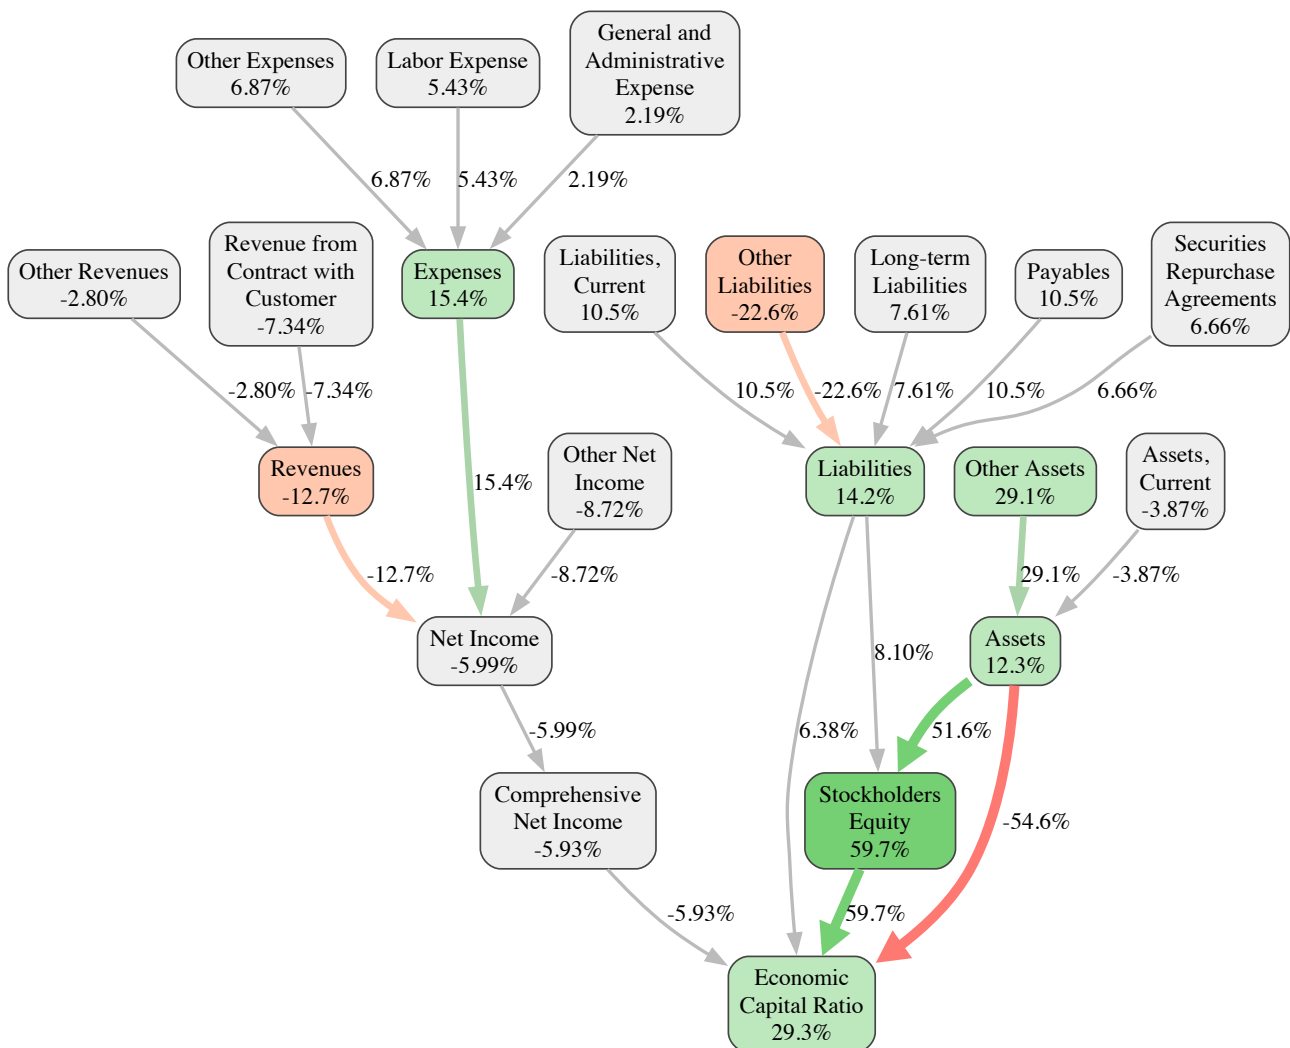 Other Expenses
6.87%
Labor Expense
5.43%
General and
Administrative
Expense
2.19%
6.87%
5.43%
2.19%
Other Revenues
-2.80%
Revenue from
Contract with
Customer
-7.34%
Expenses
15.4%
Liabilities,
Current
10.5%
Other
Liabilities
-22.6%
Long-term
Liabilities
7.61%
Payables
10.5%
Securities
Repurchase
Agreements
6.66%
-2.80%
-7.34%
10.5%
-22.6%
7.61%
10.5%
6.66%
Revenues
-12.7%
15.4%
Other Net
Income
-8.72%
Liabilities
14.2%
Other Assets
29.1%
Assets,
Current
-3.87%
-12.7%
-8.72%
29.1%
-3.87%
Net Income
-5.99%
8.10%
Assets
12.3%
-5.99%
6.38%
51.6%
Comprehensive
Net Income
-5.93%
Stockholders
Equity
59.7%
-54.6%
-5.93%
59.7%
Economic
Capital Ratio
29.3%